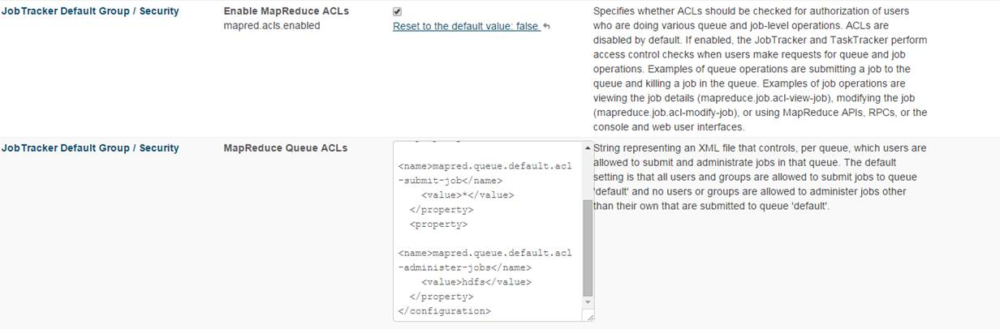 JobTracker Default Group / Security
Enable MapReduce ACLs
mapred.acls.enabled
Reset to the default value: false
Specifies whether ACLs should be checked for authorization of users
who are doing various queue and job-level operations. ACLs are
disabled by default. If enabled, the JobTracker and TaskTracker perform
access control checks when users make requests for queue and job
operations. Examples of queue operations are submitting a job to the
queue and killing a job in the queue. Examples of job operations are
viewing the job details (mapreduce.job.acl-view-job), modifying the job
(mapreduce.job.acl-modify-job), or using MapReduce APIs, RPCs, or the
console and web user interfaces.
JobTracker Default Group / Security
MapReduce Queue ACLs
<name>mapred.queue.default.acl
-submit-job</name>
<value>*</value>
</property>
<property>
<name>mapred.queue.default.acl
-administer-jobs</name>
<value>hdfs</value>
</property>
</configuration>
String representing an XML file that controls, per queue, which users are
allowed to submit and administrate jobs in that queue. The default
setting is that all users and groups are allowed to submit jobs to queue
'default' and no users or groups are allowed to administer jobs other
than their own that are submitted to queue 'default'.